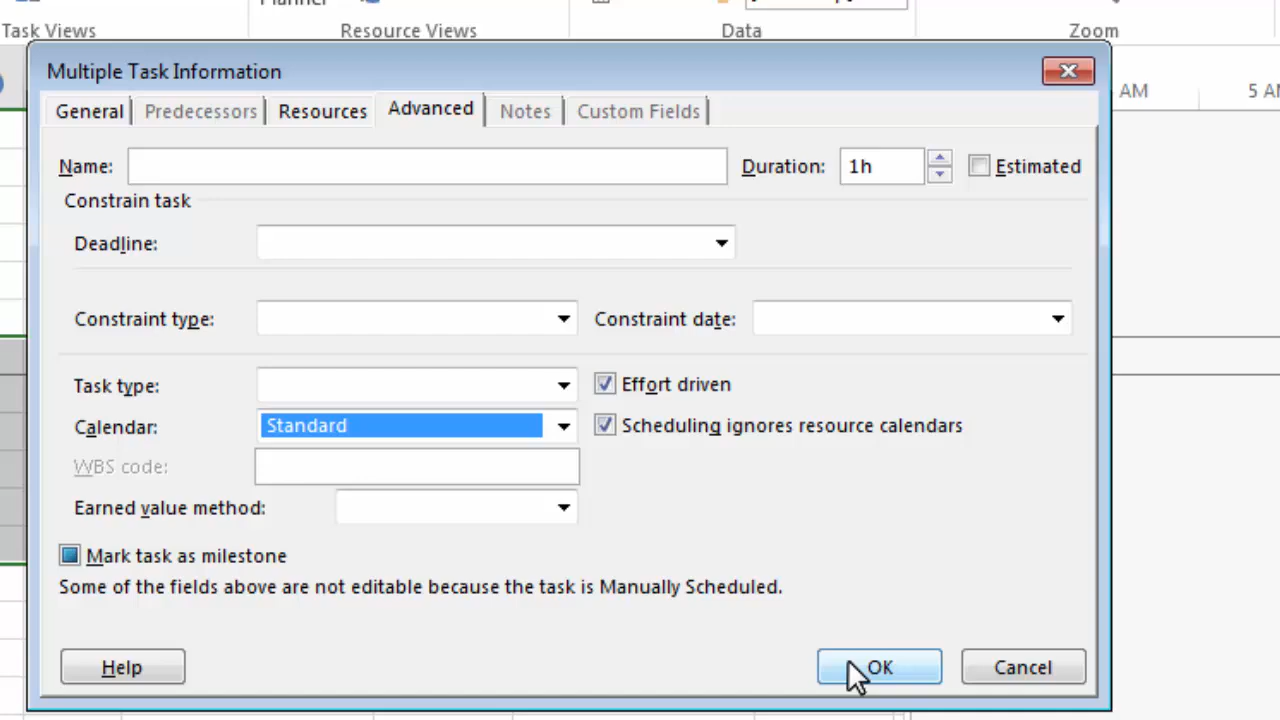 Planner
Task Views
Resource Views
Data
Zoom
Multiple Task Information
AM
5 AM
General
Predecessors
Resources
Advanced
Notes
Custom Fields
Name:
Duration: 1h
Estimated
Constrain task
Deadline:
Constraint type:
Constraint date:
Task type:
Effort driven
Calendar: Standard
Scheduling ignores resource calendars
WBS code:
Earned value method:
Mark task as milestone
Some of the fields above are not editable because the task is Manually Scheduled.
Help
OK
Cancel